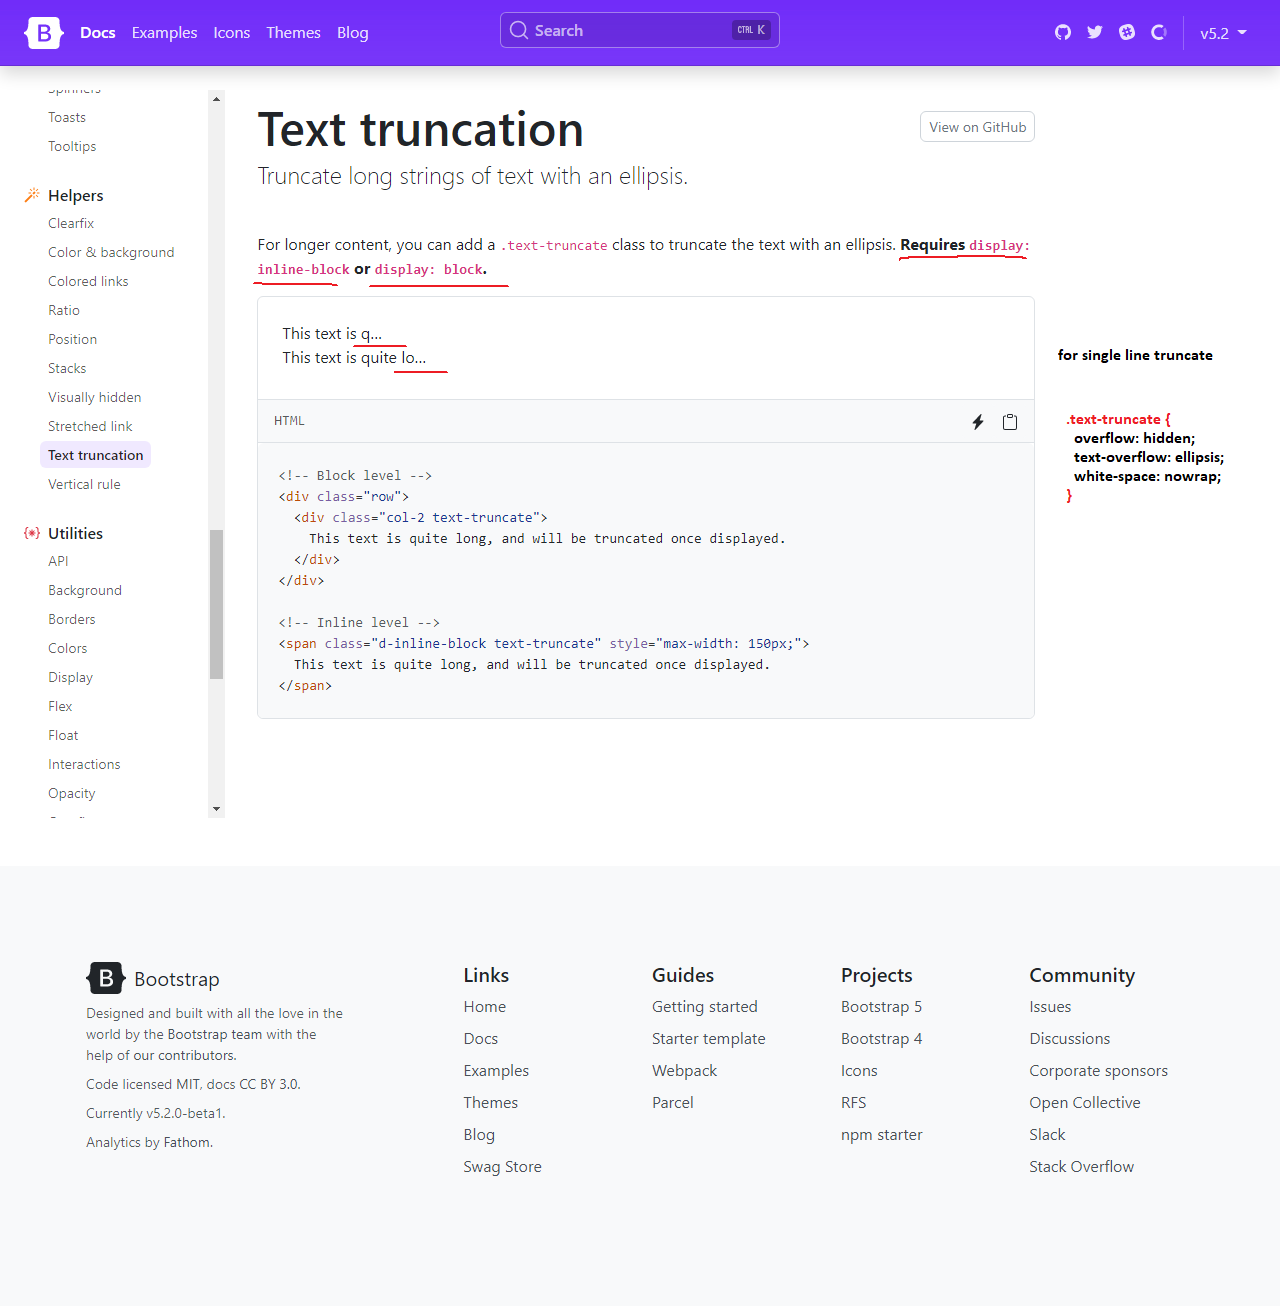 B Docs Examples Icons Themes Blog Search CTRL K v5.2
Spinners
Toasts
Tooltips
Helpers
Clearfix
Color & background
Colored links
Ratio
Position
Stacks
Visually hidden
Stretched link
Text truncation
Vertical rule
Utilities
API
Background
Borders
Colors
Display
Flex
Float
Interactions
Opacity
Text truncation
View on GitHub
Truncate long strings of text with an ellipsis.
For longer content, you can add a .text-truncate class to truncate the text with an ellipsis. Requires display:
inline-block or display: block.
This text is q...
This text is quite lo...
HTML
<!-- Block level -->
<div class="row">
  <div class="col-2 text-truncate">
    This text is quite long, and will be truncated once displayed.
  </div>
</div>
<!-- Inline level -->
<span class="d-inline-block text-truncate" style="max-width: 150px;">
  This text is quite long, and will be truncated once displayed.
</span>
for single line truncate
.text-truncate {
  overflow: hidden;
  text-overflow: ellipsis;
  white-space: nowrap;
}
B Bootstrap
Designed and built with all the love in the
world by the Bootstrap team with the
help of our contributors.
Code licensed MIT, docs CC BY 3.0.
Currently v5.2.0-beta1.
Analytics by Fathom.
Links
Home
Docs
Examples
Themes
Blog
Swag Store
Guides
Getting started
Starter template
Webpack
Parcel
Projects
Bootstrap 5
Bootstrap 4
Icons
RFS
npm starter
Community
Issues
Discussions
Corporate sponsors
Open Collective
Slack
Stack Overflow